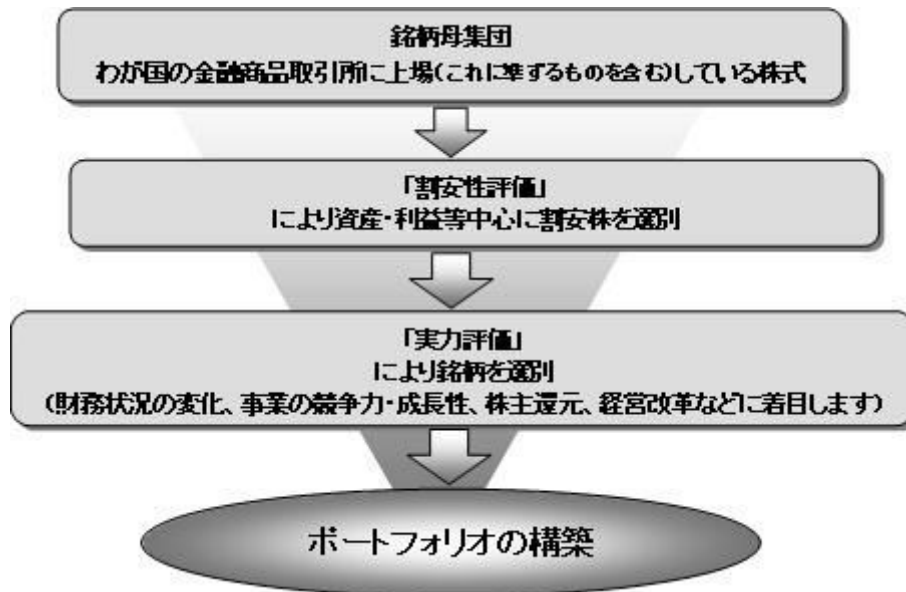 銘柄母集団
わが国の金融商品取引所に上場(これに準ずるものを含む)している株式
「割安性評価」
により資産・利益等中心に割安株を選別
「実力評価」
により銘柄を選別
(財務状況の変化、事業の競争力・成長性、株主還元、経営改革などに着目します)
ポートフォリオの構築